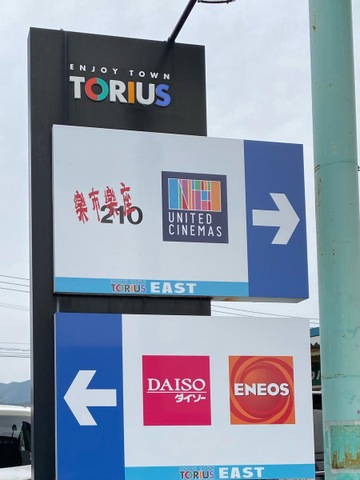 ENJOY TOWN
TORIUS
楽市楽座
210
UNITED
CINEMAS
TORIUS EAST
DAISO
ダイソー
ENEOS
TORIUS EAST